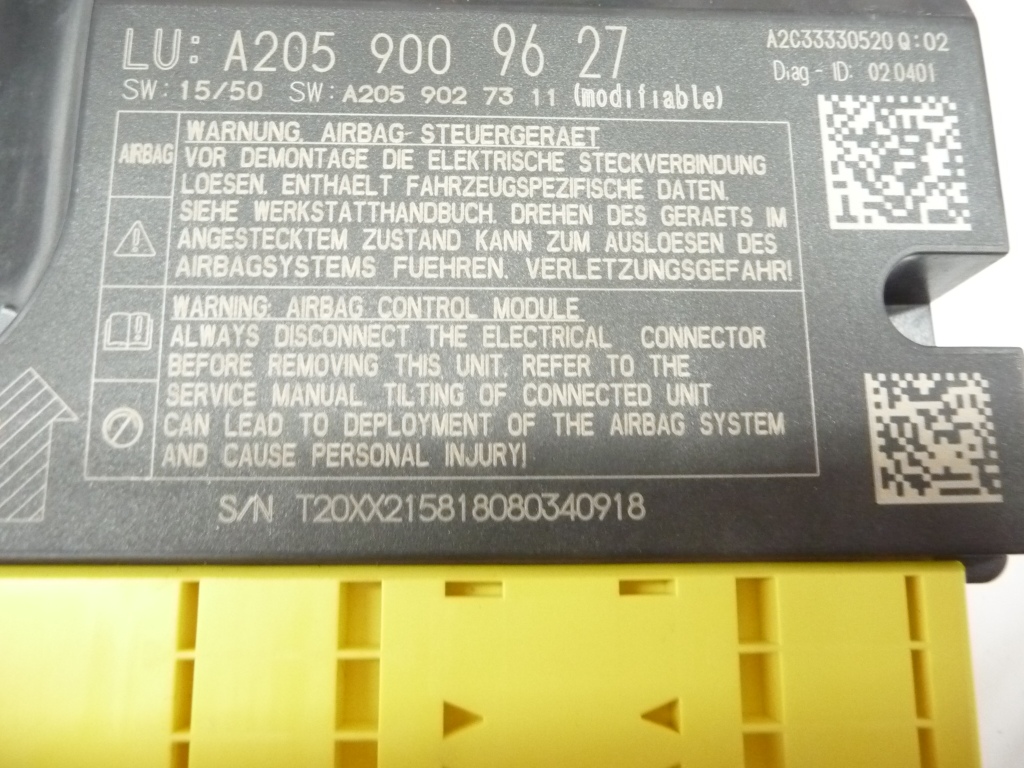 LU: A205 900 96 27
A2C33330520 Q:02
SW: 15/50 SW: A205 902 73 11 (modifiable)
Diag-ID: 020401
AIRBAG
WARNUNG. AIRBAG-STEUERGERAET
VOR DEMONTAGE DIE ELEKTRISCHE STECKVERBINDUNG
LOESEN. ENTHAELT FAHRZEUGSPEZIFISCHE DATEN.
SIEHE WERKSTATTHANDBUCH. DREHEN DES GERAETS IM
ANGESTECKTEM ZUSTAND KANN ZUM AUSLOESEN DES
AIRBAGSYSTEMS FUEHREN. VERLETZUNGSGEFAHR!
WARNING: AIRBAG CONTROL MODULE
ALWAYS DISCONNECT THE ELECTRICAL CONNECTOR
BEFORE REMOVING THIS UNIT. REFER TO THE
SERVICE MANUAL. TILTING OF CONNECTED UNIT
CAN LEAD TO DEPLOYMENT OF THE AIRBAG SYSTEM
AND CAUSE PERSONAL INJURY!
S/N T20XX215818080340918